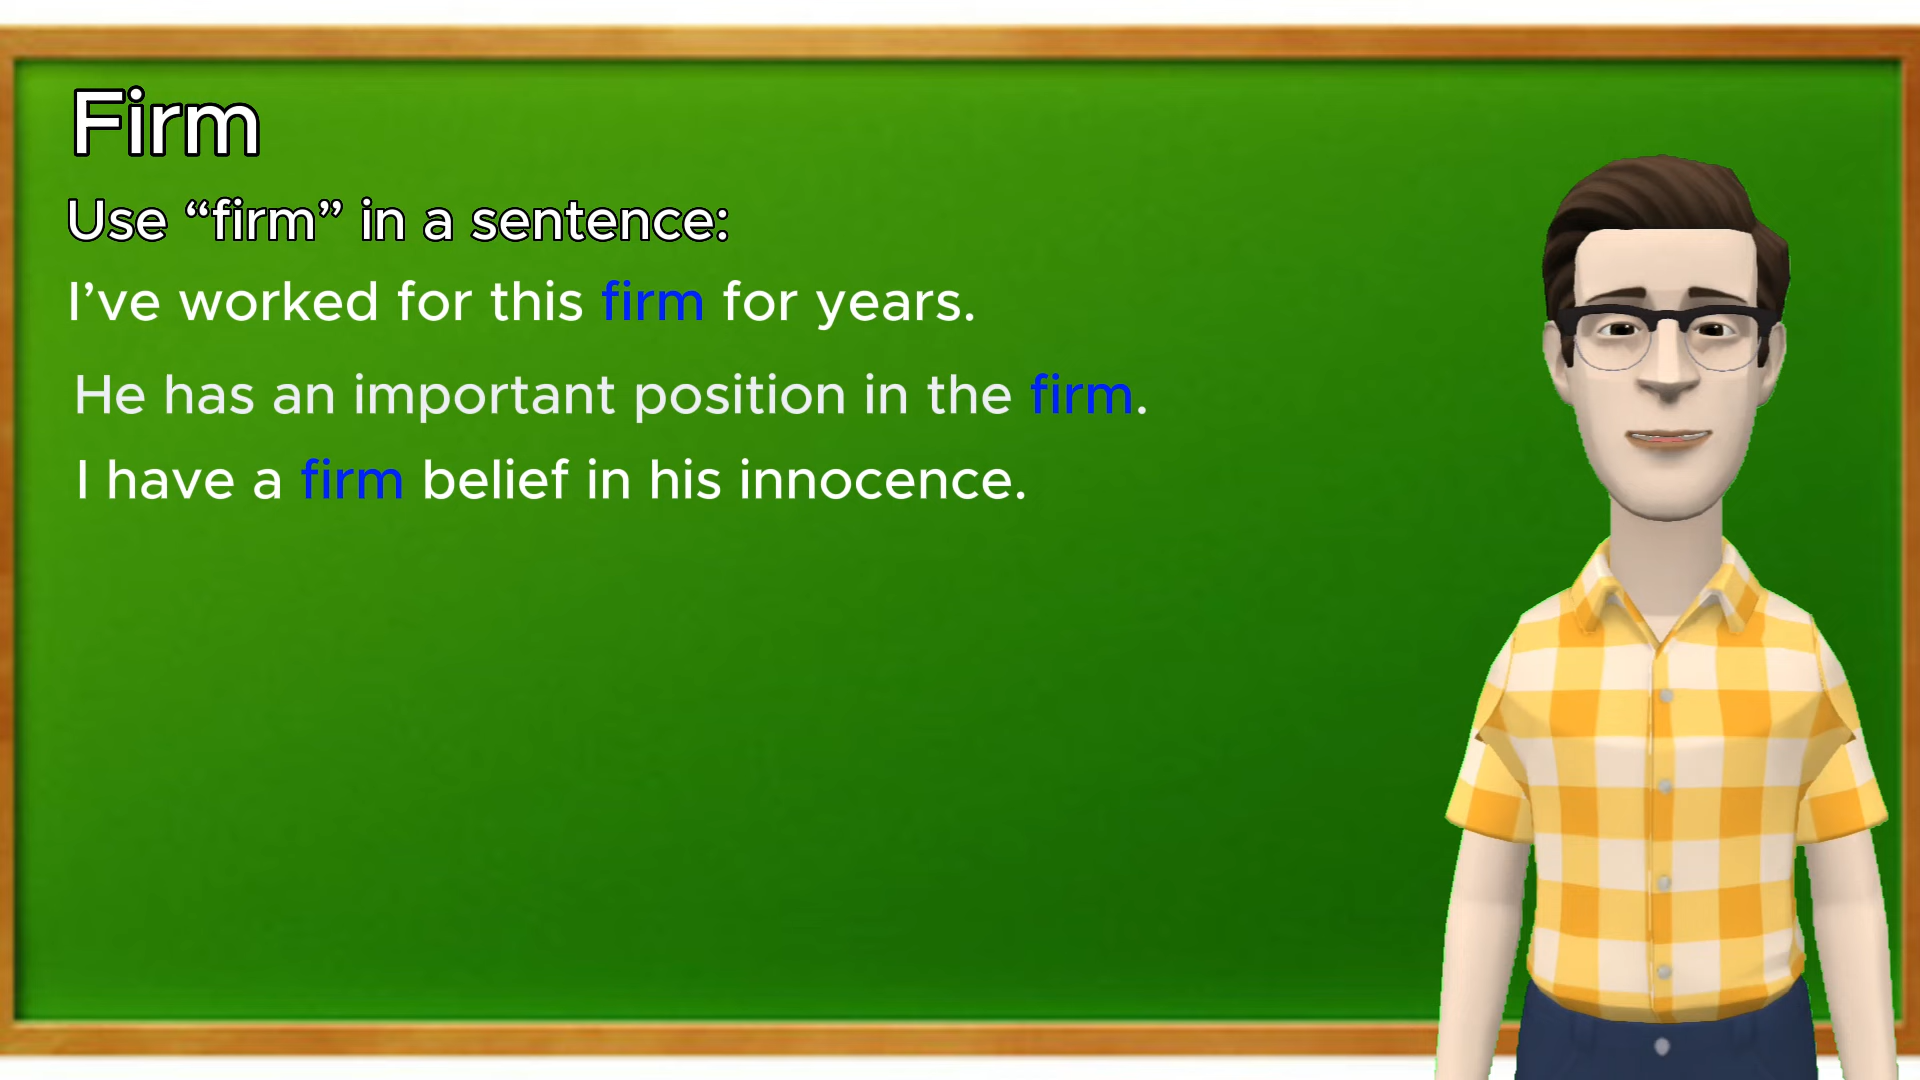 Firm
Use “firm” in a sentence:
I’ve worked for this firm for years.
He has an important position in the firm.
I have a firm belief in his innocence.